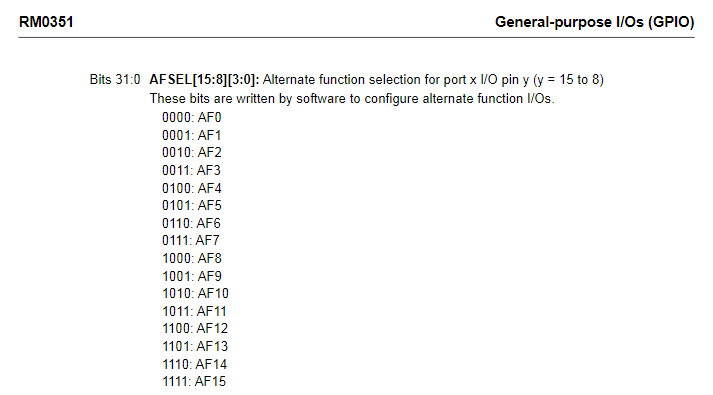 RM0351 General-purpose I/Os (GPIO)
Bits 31:0 AFSEL[15:8][3:0]: Alternate function selection for port x I/O pin y (y = 15 to 8)
These bits are written by software to configure alternate function I/Os.
0000: AF0
0001: AF1
0010: AF2
0011: AF3
0100: AF4
0101: AF5
0110: AF6
0111: AF7
1000: AF8
1001: AF9
1010: AF10
1011: AF11
1100: AF12
1101: AF13
1110: AF14
1111: AF15